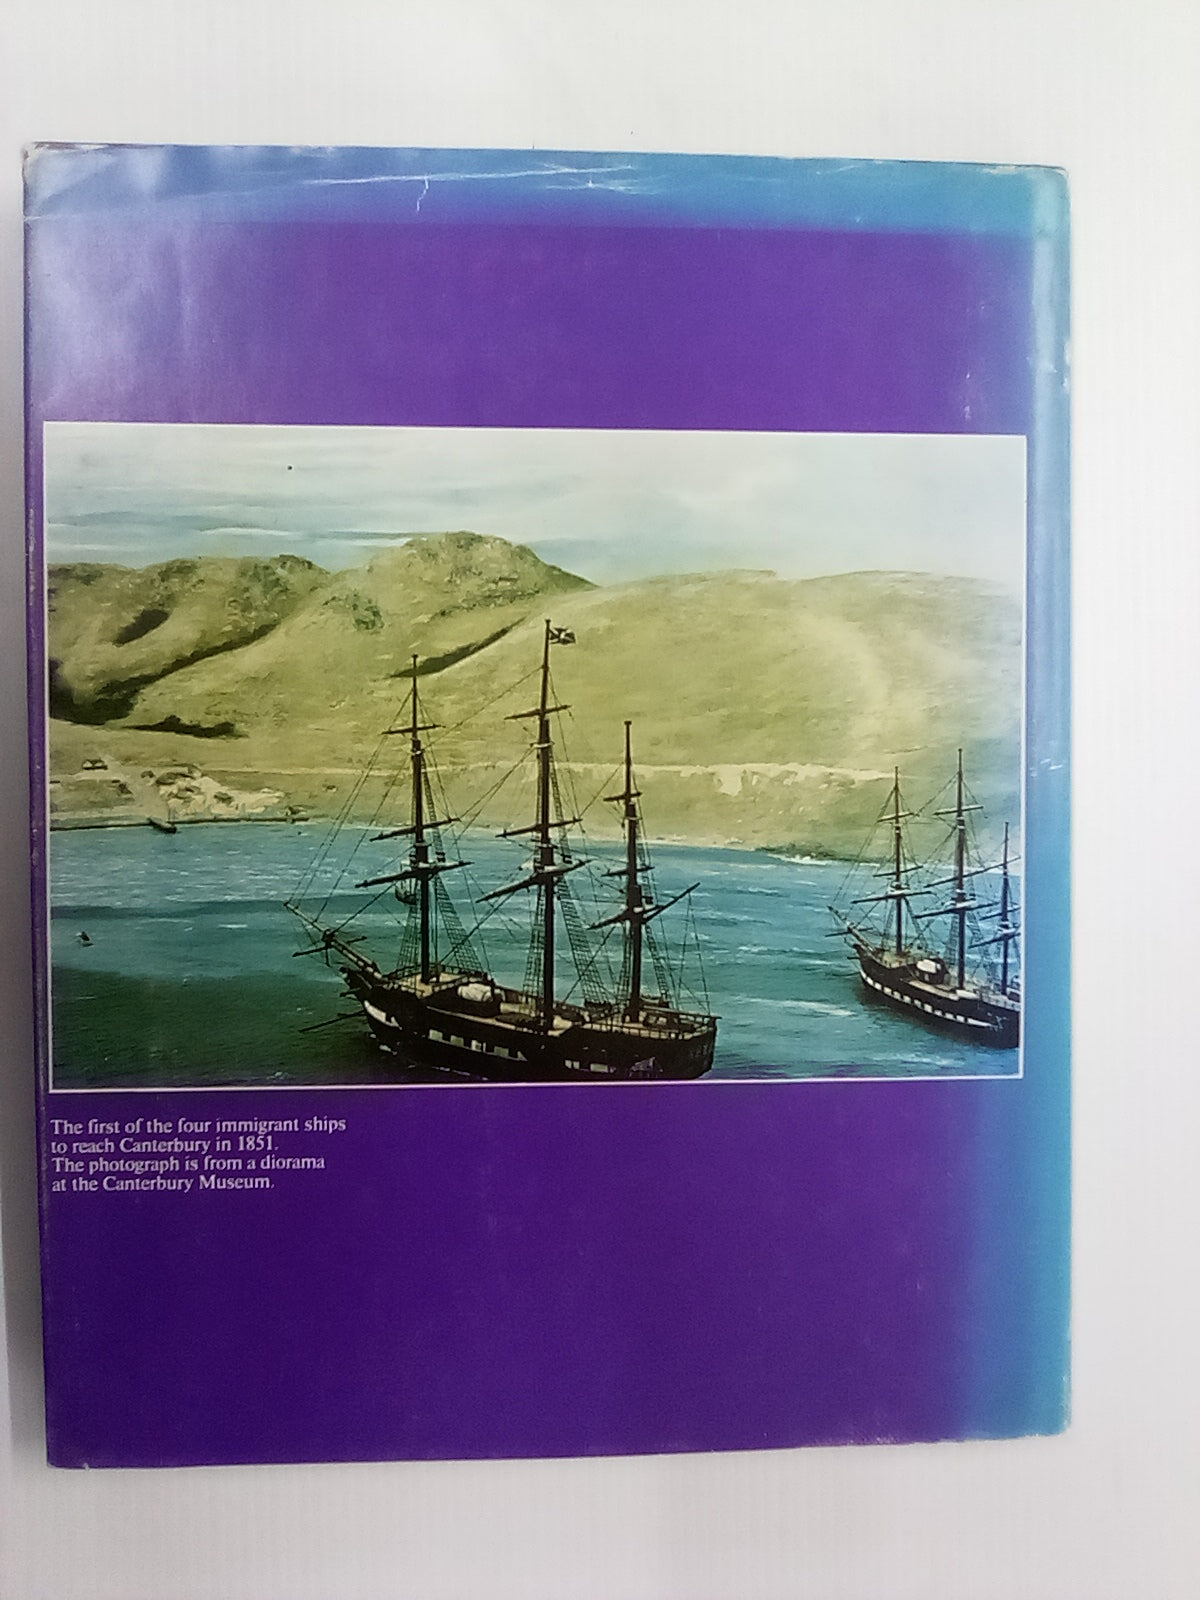 The first of the four immigrant ships
to reach Canterbury in 1851.
The photograph is from a diorama
at the Canterbury Museum.